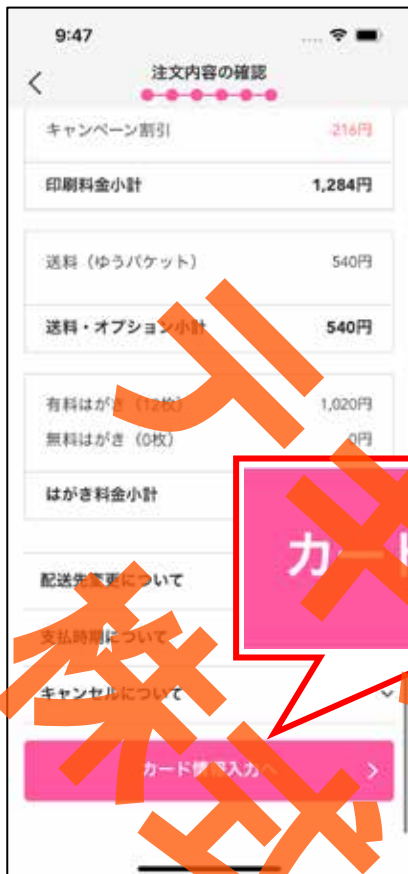 9:47
注文内容の確認
キャンペーン割引 -216円
印刷料金小計 1,284円
送料（ゆうパケット） 540円
送料・オプション小計 540円
有料はがき（12枚） 1,020円
無料はがき（0枚） 0円
はがき料金小計
カード
配送先変更について
支払時期について
キャンセルについて
カード情報入力へ